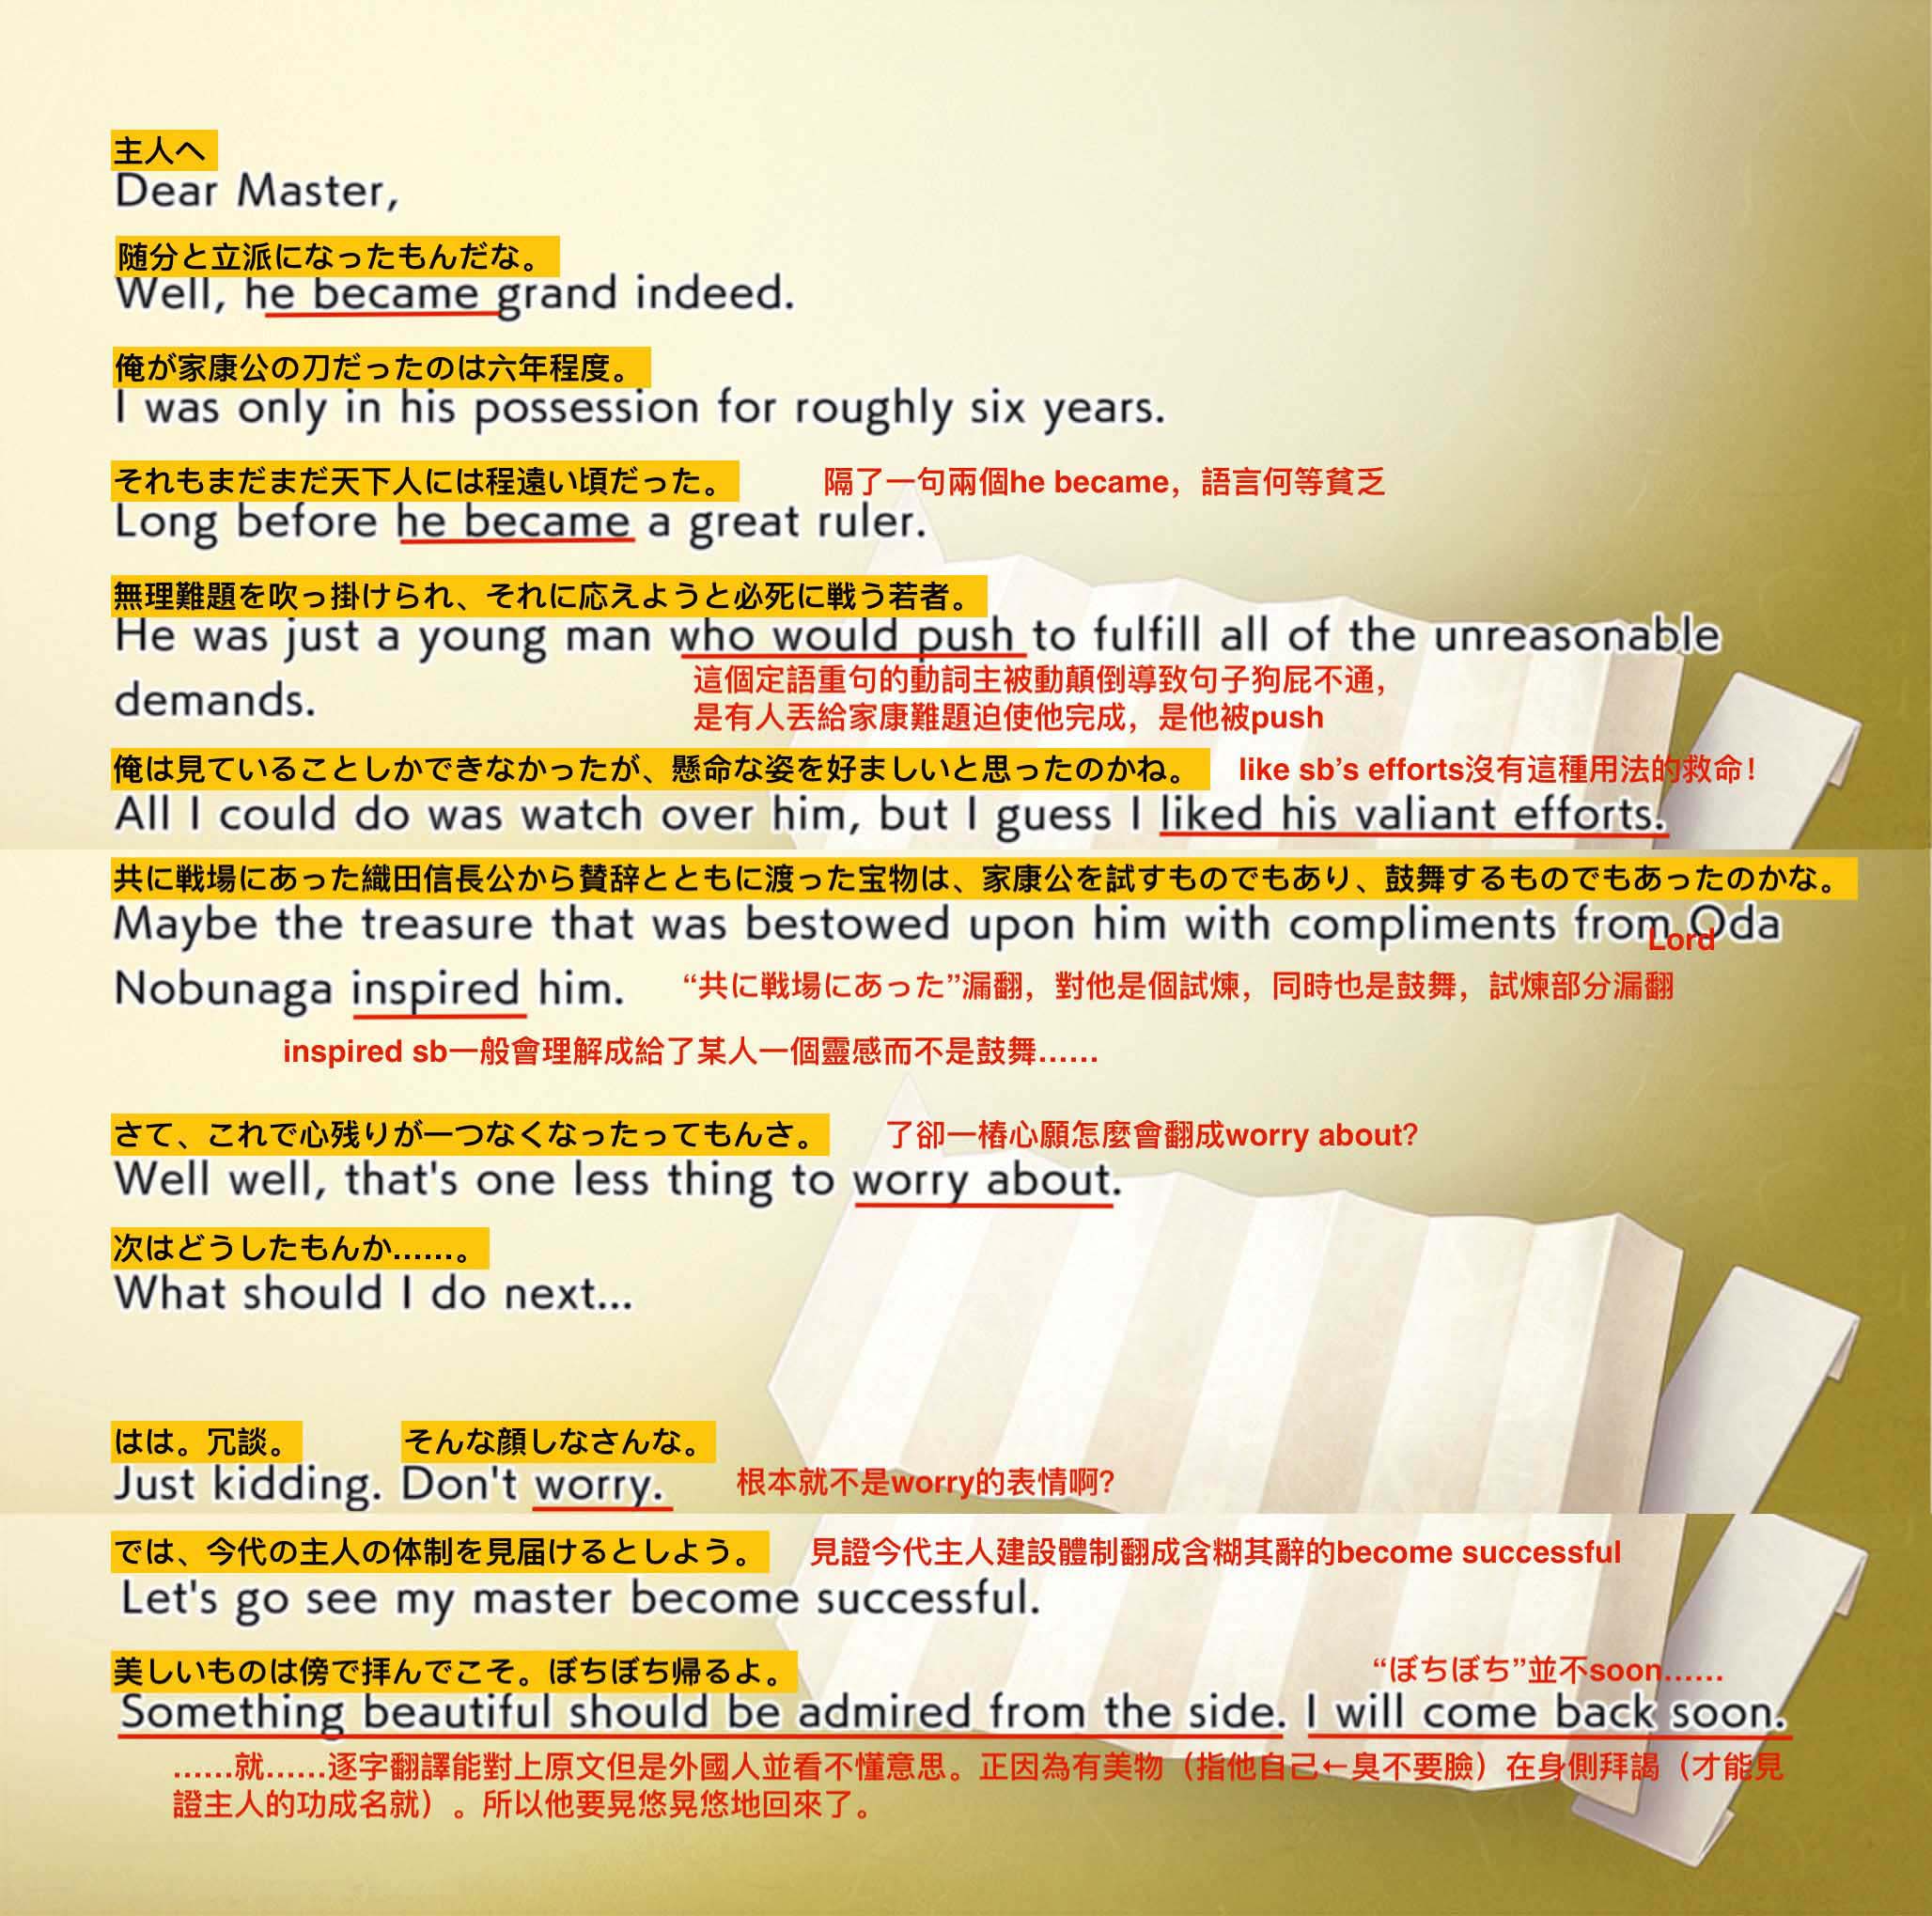 主人へ
Dear Master,
随分と立派になったもんだな。
Well, he became grand indeed.
俺が家康公の刀だったのは六年程度。
I was only in his possession for roughly six years.
それもまだまだ天下人には程遠い頃だった。
隔了一句兩個he became，語言何等貧乏
Long before he became a great ruler.
無理難題を吹っ掛けられ、それに応えようと必死に戦う若者。
He was just a young man who would push to fulfill all of the unreasonable
demands.
這個定語重句的動詞主被動顛倒導致句子狗屁不通，
是有人丟給家康難題迫使他完成，是他被push
俺は見ていることしかできなかったが、懸命な姿を好ましいと思ったのかね。
like sb's efforts沒有這種用法的救命！
All I could do was watch over him, but I guess I liked his valiant efforts.
共に戦場にあった織田信長公から賛辞とともに渡った宝物は、家康公を試すものでもあり、鼓舞するものでもあったのかな。
Maybe the treasure that was bestowed upon him with compliments from Oda
Lord
Nobunaga inspired him.
“共に戦場にあった”漏翻，對他是個試煉，同時也是鼓舞，試煉部分漏翻
inspired sb一般會理解成給了某人一個靈感而不是鼓舞……
さて、これで心残りが一つなくなったってもんさ。
了卻一樁心願怎麼會翻成worry about?
Well well, that's one less thing to worry about.
次はどうしたもんか……。
What should I do next...
はは。冗談。
そんな顔しなさんな。
Just kidding. Don't worry.
根本就不是worry的表情啊?
では、今代の主人の体制を見届けるとしよう。
見證今代主人建設體制翻成含糊其辭的become successful
Let's go see my master become successful.
美しいものは傍で拝んでこそ。ぼちぼち帰るよ。
“ぼちぼち”並不soon……
Something beautiful should be admired from the side. I will come back soon.
……就……逐字翻譯能對上原文但是外國人並看不懂意思。正因為有美物（指他自己←臭不要臉）在身側拜謁（才能見
證主人的功成名就）。所以他要晃悠晃悠地回來了。